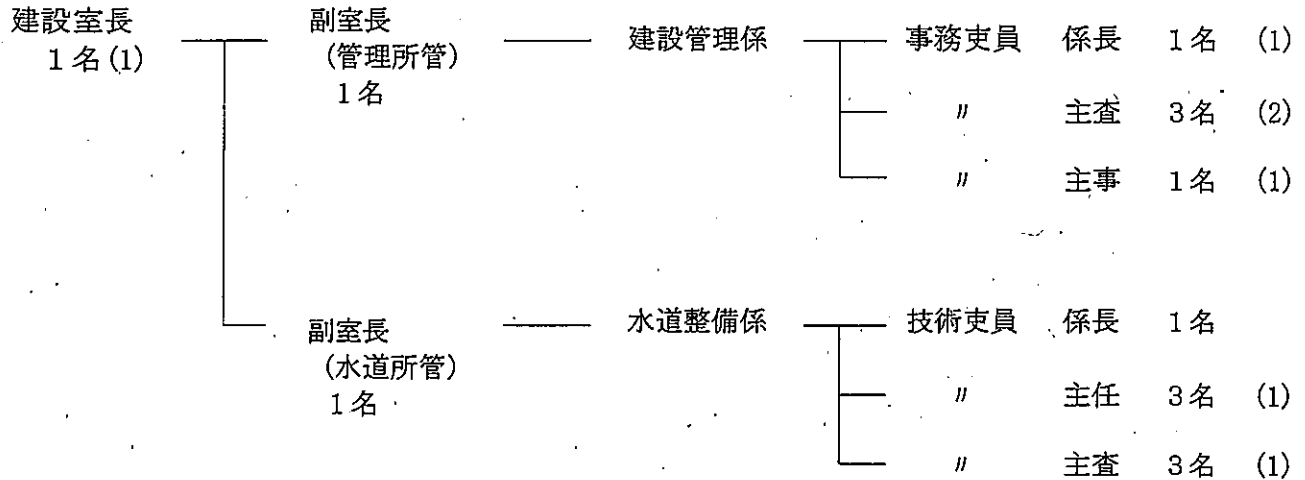 建設室長
1名(1)
副室長
(管理所管)
1名
建設管理係
事務吏員 係長 1名 (1)
〃 主査 3名 (2)
〃 主事 1名 (1)
副室長
(水道所管)
1名
水道整備係
技術吏員 係長 1名
〃 主任 3名 (1)
〃 主査 3名 (1)